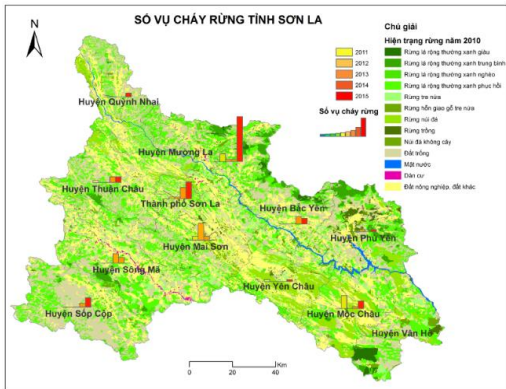 SỐ VỤ CHÁY RỪNG TỈNH SƠN LA
N
2011
2012
2013
2014
2015
Số vụ cháy rừng
Chú giải
Hiện trạng rừng năm 2010
Rừng lá rộng thường xanh giàu
Rừng lá rộng thường xanh trung bình
Rừng lá rộng thường xanh nghèo
Rừng lá rộng thường xanh phục hồi
Rừng tre nứa
Rừng hỗn giao gỗ tre nứa
Rừng núi đá
Rừng trồng
Núi đá không cây
Đất trống
Mặt nước
Dân cư
Đất nông nghiệp, đất khác
Huyện Quỳnh Nhai
Huyện Mường La
Huyện Thuận Châu
Thành phố Sơn La
Huyện Bắc Yên
Huyện Phù Yên
Huyện Mai Sơn
Huyện Sông Mã
Huyện Yên Châu
Huyện Sốp Cộp
Huyện Mộc Châu
Huyện Vân Hồ
0 20 40 Km